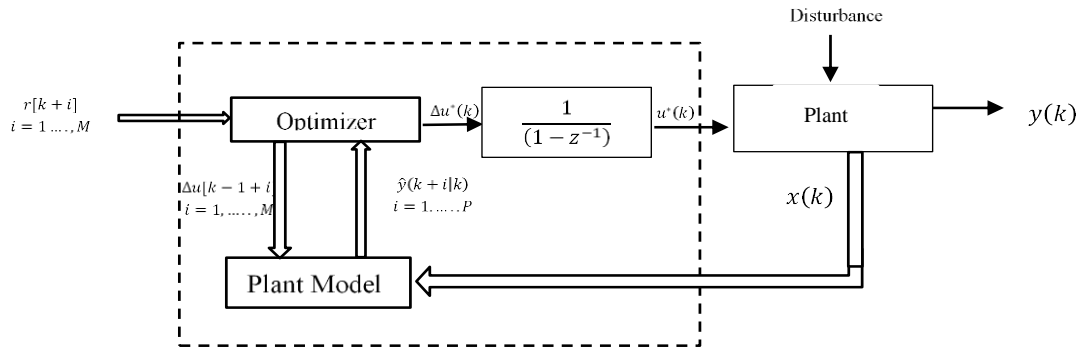 Disturbance
r[k + i]
i = 1 …. , M
Optimizer
Δu*(k)
1
(1 − z⁻¹)
u*(k)
Plant
y(k)
Δu[k − 1 + i
i = 1, … . . , M
ŷ(k + i|k)
i = 1. … . . P
x(k)
Plant Model